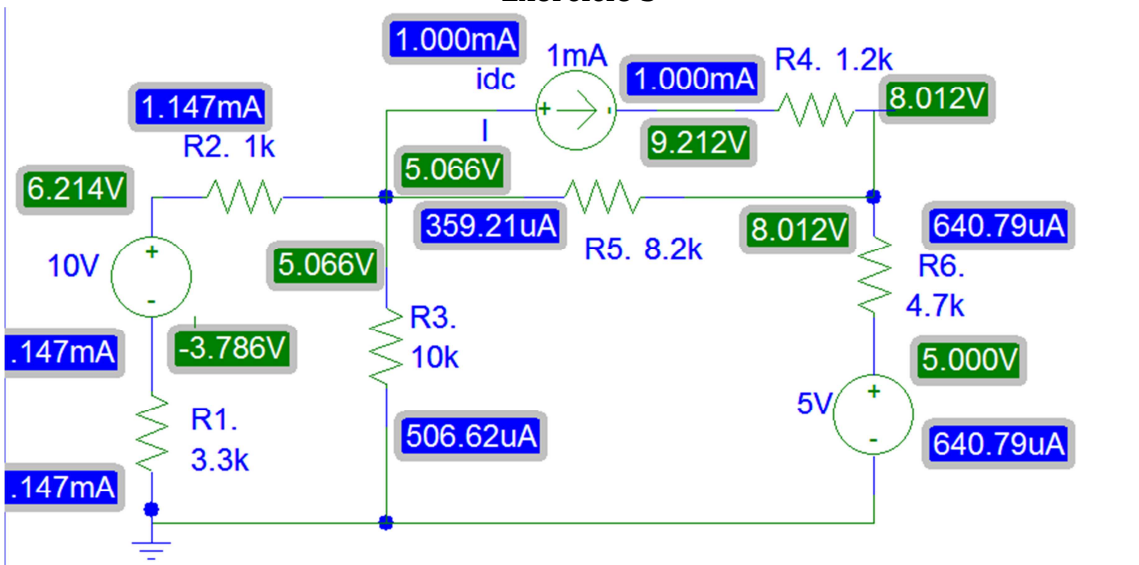 1.000mA
1mA
idc
1.000mA
R4. 1.2k
8.012V
1.147mA
R2. 1k
I
9.212V
6.214V
5.066V
359.21uA
R5. 8.2k
8.012V
640.79uA
10V
+
-
5.066V
R6.
4.7k
.147mA
-3.786V
R3.
10k
5.000V
R1.
3.3k
506.62uA
5V
+
-
640.79uA
.147mA
+
-